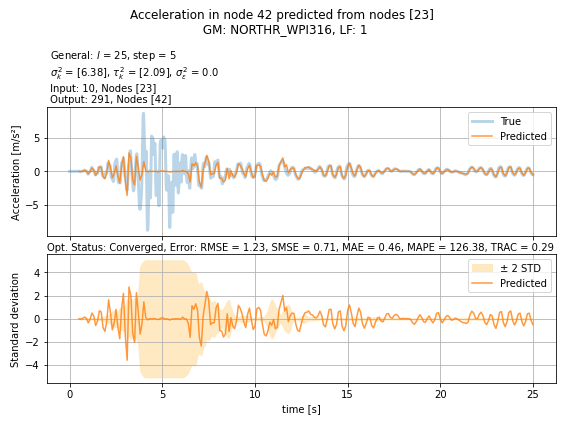 Acceleration in node 42 predicted from nodes [23]
GM: NORTHR_WPI316, LF: 1
General: l = 25, step = 5
σ²ₖ = [6.38], τ²ₖ = [2.09], σ²ε = 0.0
Input: 10, Nodes [23]
Output: 291, Nodes [42]
Acceleration [m/s²]
5
0
−5
True
Predicted
Opt. Status: Converged, Error: RMSE = 1.23, SMSE = 0.71, MAE = 0.46, MAPE = 126.38, TRAC = 0.29
Standard deviation
4
2
0
−2
−4
± 2 STD
Predicted
0 5 10 15 20 25
time [s]